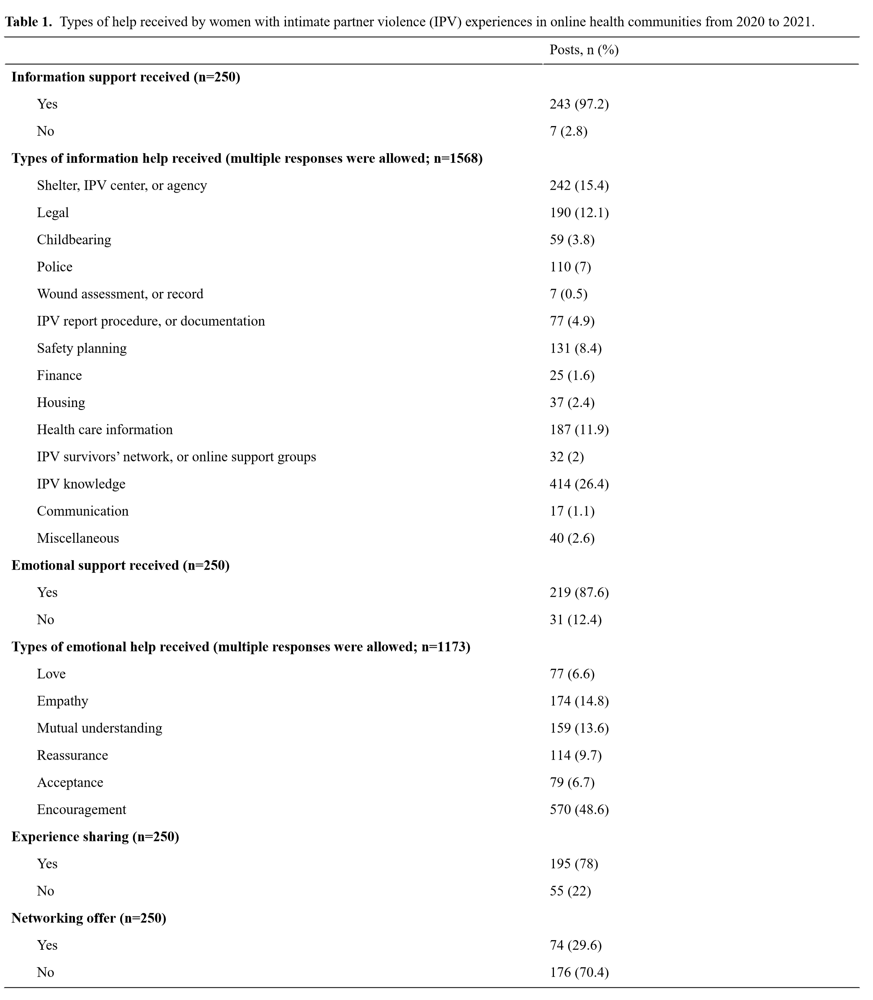 Table 1. Types of help received by women with intimate partner violence (IPV) experiences in online health communities from 2020 to 2021.
Posts, n (%)
Information support received (n=250)
Yes 243 (97.2)
No 7 (2.8)
Types of information help received (multiple responses were allowed; n=1568)
Shelter, IPV center, or agency 242 (15.4)
Legal 190 (12.1)
Childbearing 59 (3.8)
Police 110 (7)
Wound assessment, or record 7 (0.5)
IPV report procedure, or documentation 77 (4.9)
Safety planning 131 (8.4)
Finance 25 (1.6)
Housing 37 (2.4)
Health care information 187 (11.9)
IPV survivors’ network, or online support groups 32 (2)
IPV knowledge 414 (26.4)
Communication 17 (1.1)
Miscellaneous 40 (2.6)
Emotional support received (n=250)
Yes 219 (87.6)
No 31 (12.4)
Types of emotional help received (multiple responses were allowed; n=1173)
Love 77 (6.6)
Empathy 174 (14.8)
Mutual understanding 159 (13.6)
Reassurance 114 (9.7)
Acceptance 79 (6.7)
Encouragement 570 (48.6)
Experience sharing (n=250)
Yes 195 (78)
No 55 (22)
Networking offer (n=250)
Yes 74 (29.6)
No 176 (70.4)